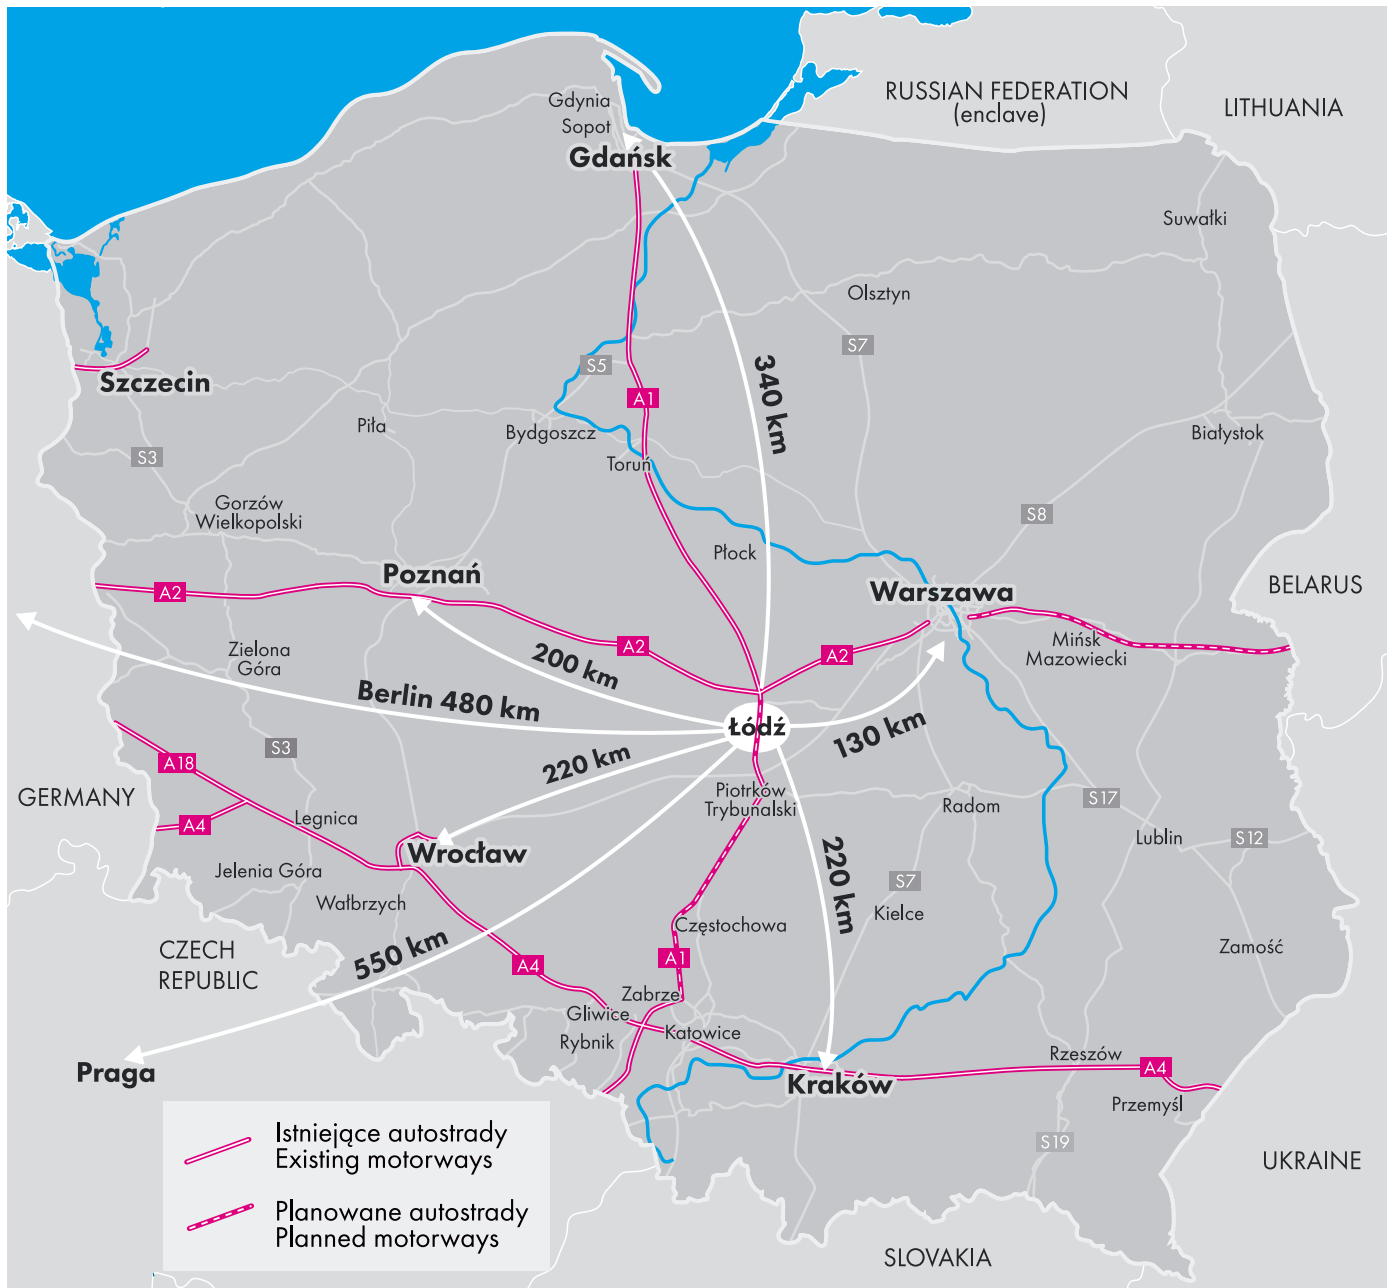 RUSSIAN FEDERATION
(enclave)
LITHUANIA
Gdynia
Sopot
Gdańsk
Suwałki
Olsztyn
S7
S5
340 km
Szczecin
A1
Piła
Bydgoszcz
Białystok
S3
Toruń
Gorzów
Wielkopolski
S8
Płock
Poznań
A2
Warszawa
BELARUS
Zielona
Góra
200 km
A2
A2
Mińsk
Mazowiecki
Berlin 480 km
Łódź
130 km
S3
A18
220 km
GERMANY
Piotrków
Trybunalski
Radom
S17
Legnica
A4
Lublin
S12
Wrocław
220 km
Jelenia Góra
S7
Wałbrzych
Kielce
Częstochowa
CZECH
REPUBLIC
550 km
A4
A1
Zamość
Zabrze
Gliwice
Rybnik
Katowice
Rzeszów
A4
Praga
Kraków
Przemyśl
Istniejące autostrady
Existing motorways
S19
UKRAINE
Planowane autostrady
Planned motorways
SLOVAKIA